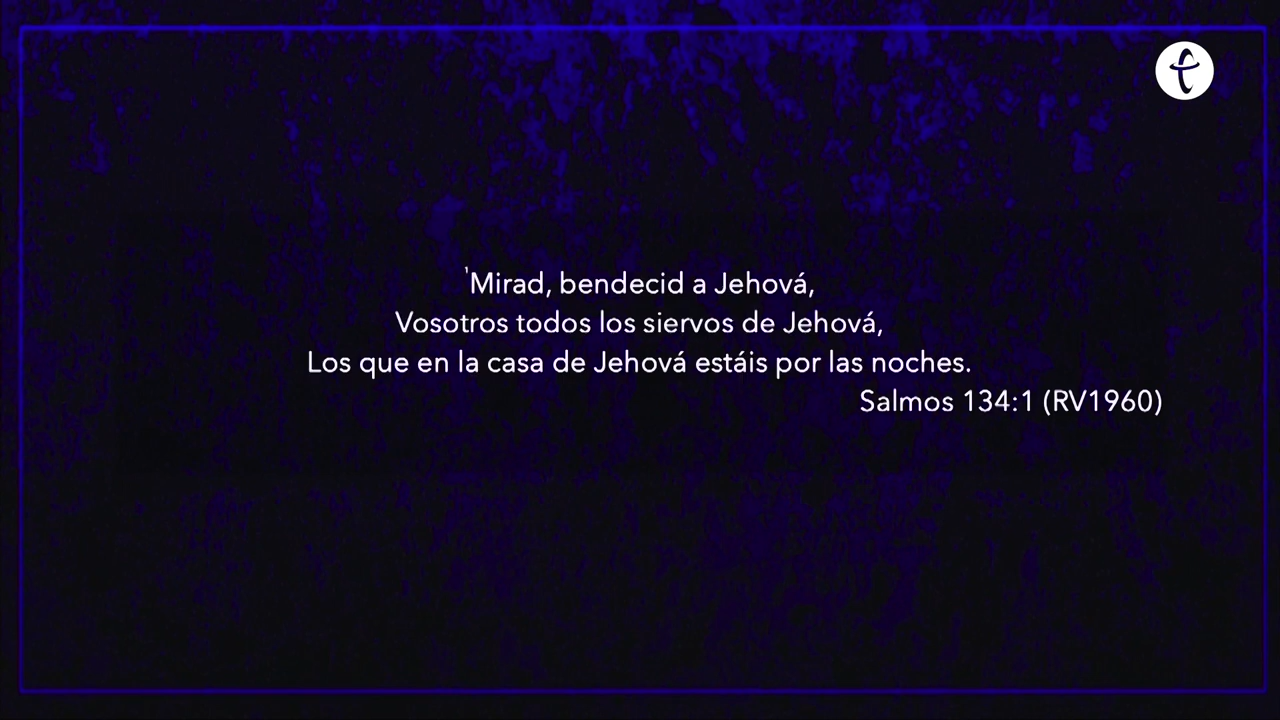 'Mirad, bendecid a Jehová,
Vosotros todos los siervos de Jehová,
Los que en la casa de Jehová estáis por las noches.
Salmos 134:1 (RV1960)